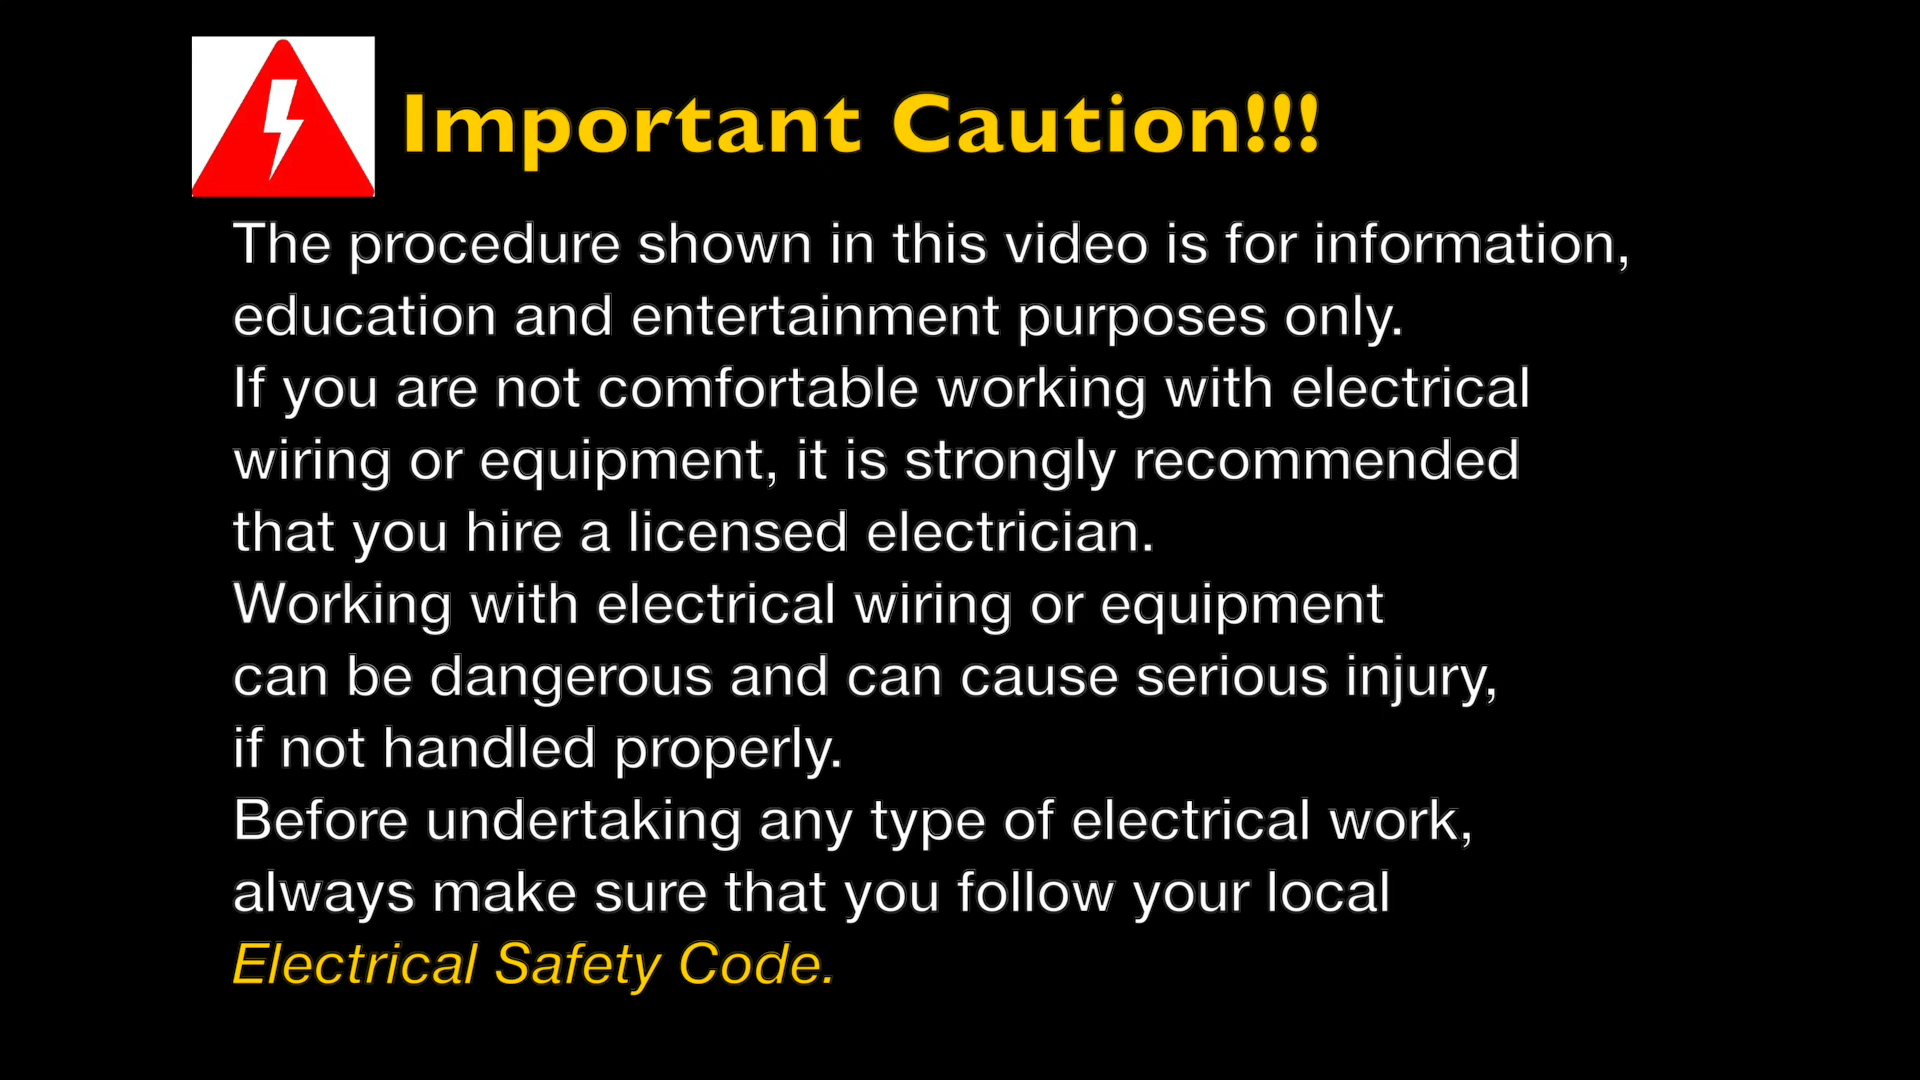 Important Caution!!!
The procedure shown in this video is for information,
education and entertainment purposes only.
If you are not comfortable working with electrical
wiring or equipment, it is strongly recommended
that you hire a licensed electrician.
Working with electrical wiring or equipment
can be dangerous and can cause serious injury,
if not handled properly.
Before undertaking any type of electrical work,
always make sure that you follow your local
Electrical Safety Code.